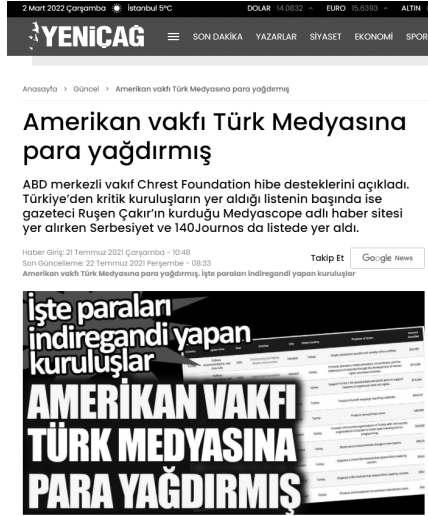 2 Mart 2022 Çarşamba İstanbul 5°C DOLAR 14.0832 EURO 15.6393 ALTIN
YENİÇAĞ SON DAKİKA YAZARLAR SİYASET EKONOMİ SPOR
Anasayfa > Güncel > Amerikan vakfı Türk Medyasına para yağdırmış
Amerikan vakfı Türk Medyasına
para yağdırmış
ABD merkezli vakıf Chrest Foundation hibe desteklerini açıkladı.
Türkiye'den kritik kuruluşların yer aldığı listenin başında ise
gazeteci Ruşen Çakır'ın kurduğu Medyascope adlı haber sitesi
yer alırken Serbesiyet ve 140Journos da listede yer aldı.
Haber Giriş: 21 Temmuz 2021 Çarşamba - 10:48
Son Güncelleme: 22 Temmuz 2021 Perşembe - 08:33
Takip Et Google News
Amerikan vakfı Türk Medyasına para yağdırmış. İşte paraları indiregandi yapan kuruluşlar
İşte paraları
indiregandi yapan
kuruluşlar
AMERİKAN VAKFI
TÜRK MEDYASINA
PARA YAĞDIRMIŞ